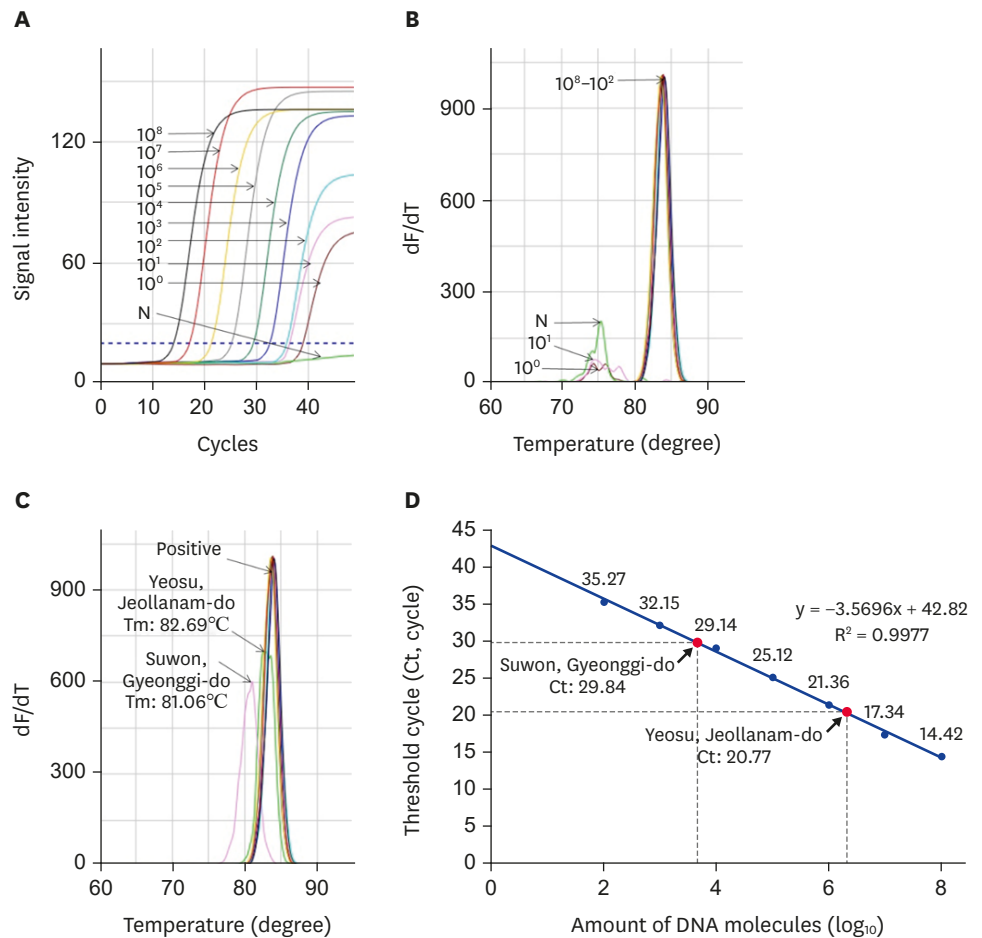 A
Signal intensity
120
60
0
10⁸
10⁷
10⁶
10⁵
10⁴
10³
10²
10¹
10⁰
N
0 10 20 30 40
Cycles
B
dF/dT
900
600
300
0
10⁸–10²
N
10¹
10⁰
60 70 80 90
Temperature (degree)
C
dF/dT
900
600
300
0
Positive
Yeosu,
Jeollanam-do
Tm: 82.69℃
Suwon,
Gyeonggi-do
Tm: 81.06℃
60 70 80 90
Temperature (degree)
D
Threshold cycle (Ct, cycle)
45
40
35
30
25
20
15
10
5
0
35.27
32.15
29.14
25.12
21.36
17.34
14.42
y = −3.5696x + 42.82
R² = 0.9977
Suwon, Gyeonggi-do
Ct: 29.84
Yeosu, Jeollanam-do
Ct: 20.77
0 2 4 6 8
Amount of DNA molecules (log₁₀)